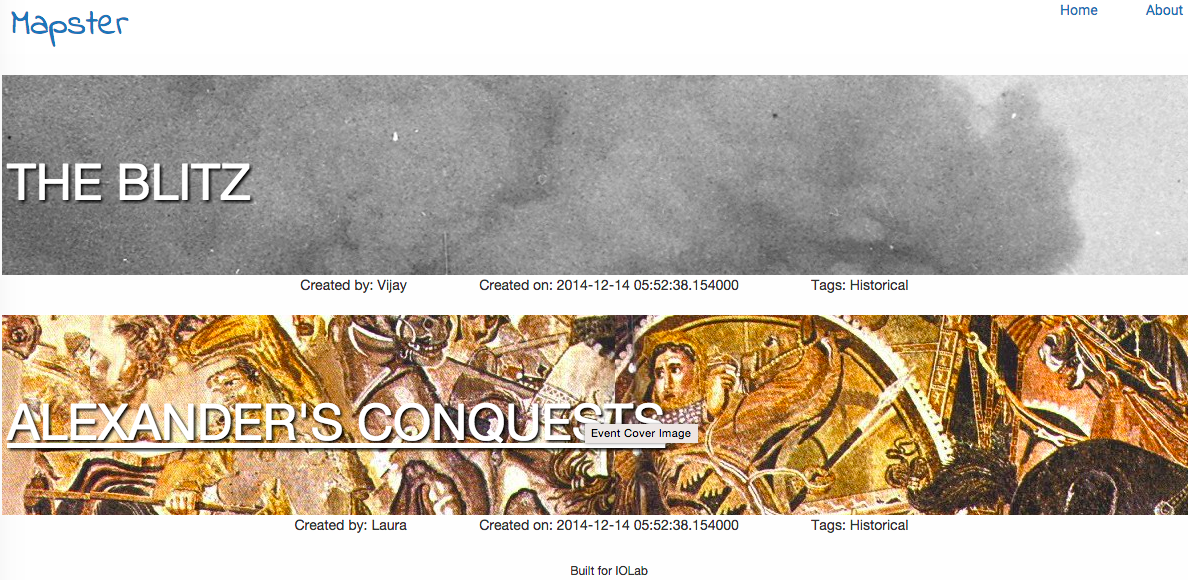 Mapster
Home About
THE BLITZ
Created by: Vijay Created on: 2014-12-14 05:52:38.154000 Tags: Historical
ALEXANDER'S CONQUESTS
Event Cover Image
Created by: Laura Created on: 2014-12-14 05:52:38.154000 Tags: Historical
Built for IOLab